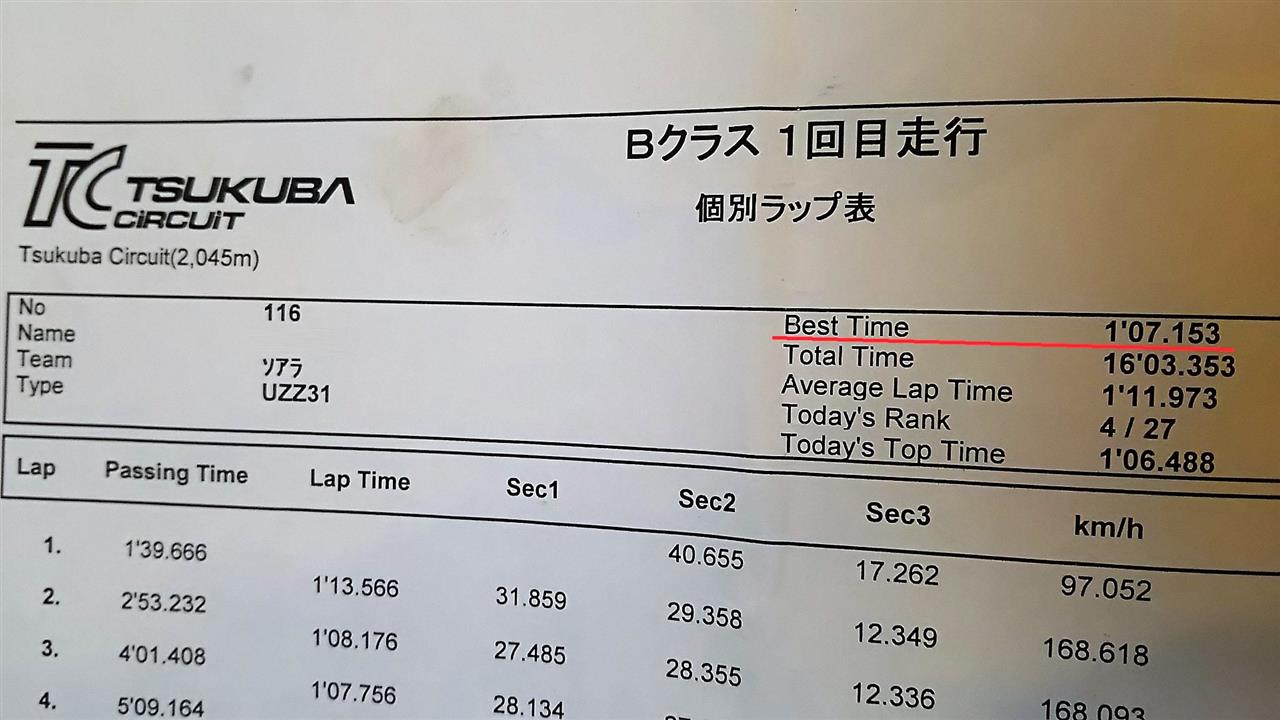 Bクラス 1回目走行
個別ラップ表
TC TSUKUBA
CiRCUiT
Tsukuba Circuit(2,045m)
No 116
Name
Team ソアラ
Type UZZ31
Best Time 1'07.153
Total Time 16'03.353
Average Lap Time 1'11.973
Today's Rank 4 / 27
Today's Top Time 1'06.488
Lap Passing Time Lap Time Sec1 Sec2 Sec3 km/h
1. 1'39.666 40.655 17.262 97.052
2. 2'53.232 1'13.566 31.859 29.358 12.349 168.618
3. 4'01.408 1'08.176 27.485 28.355 12.336 168.093
4. 5'09.164 1'07.756 28.134